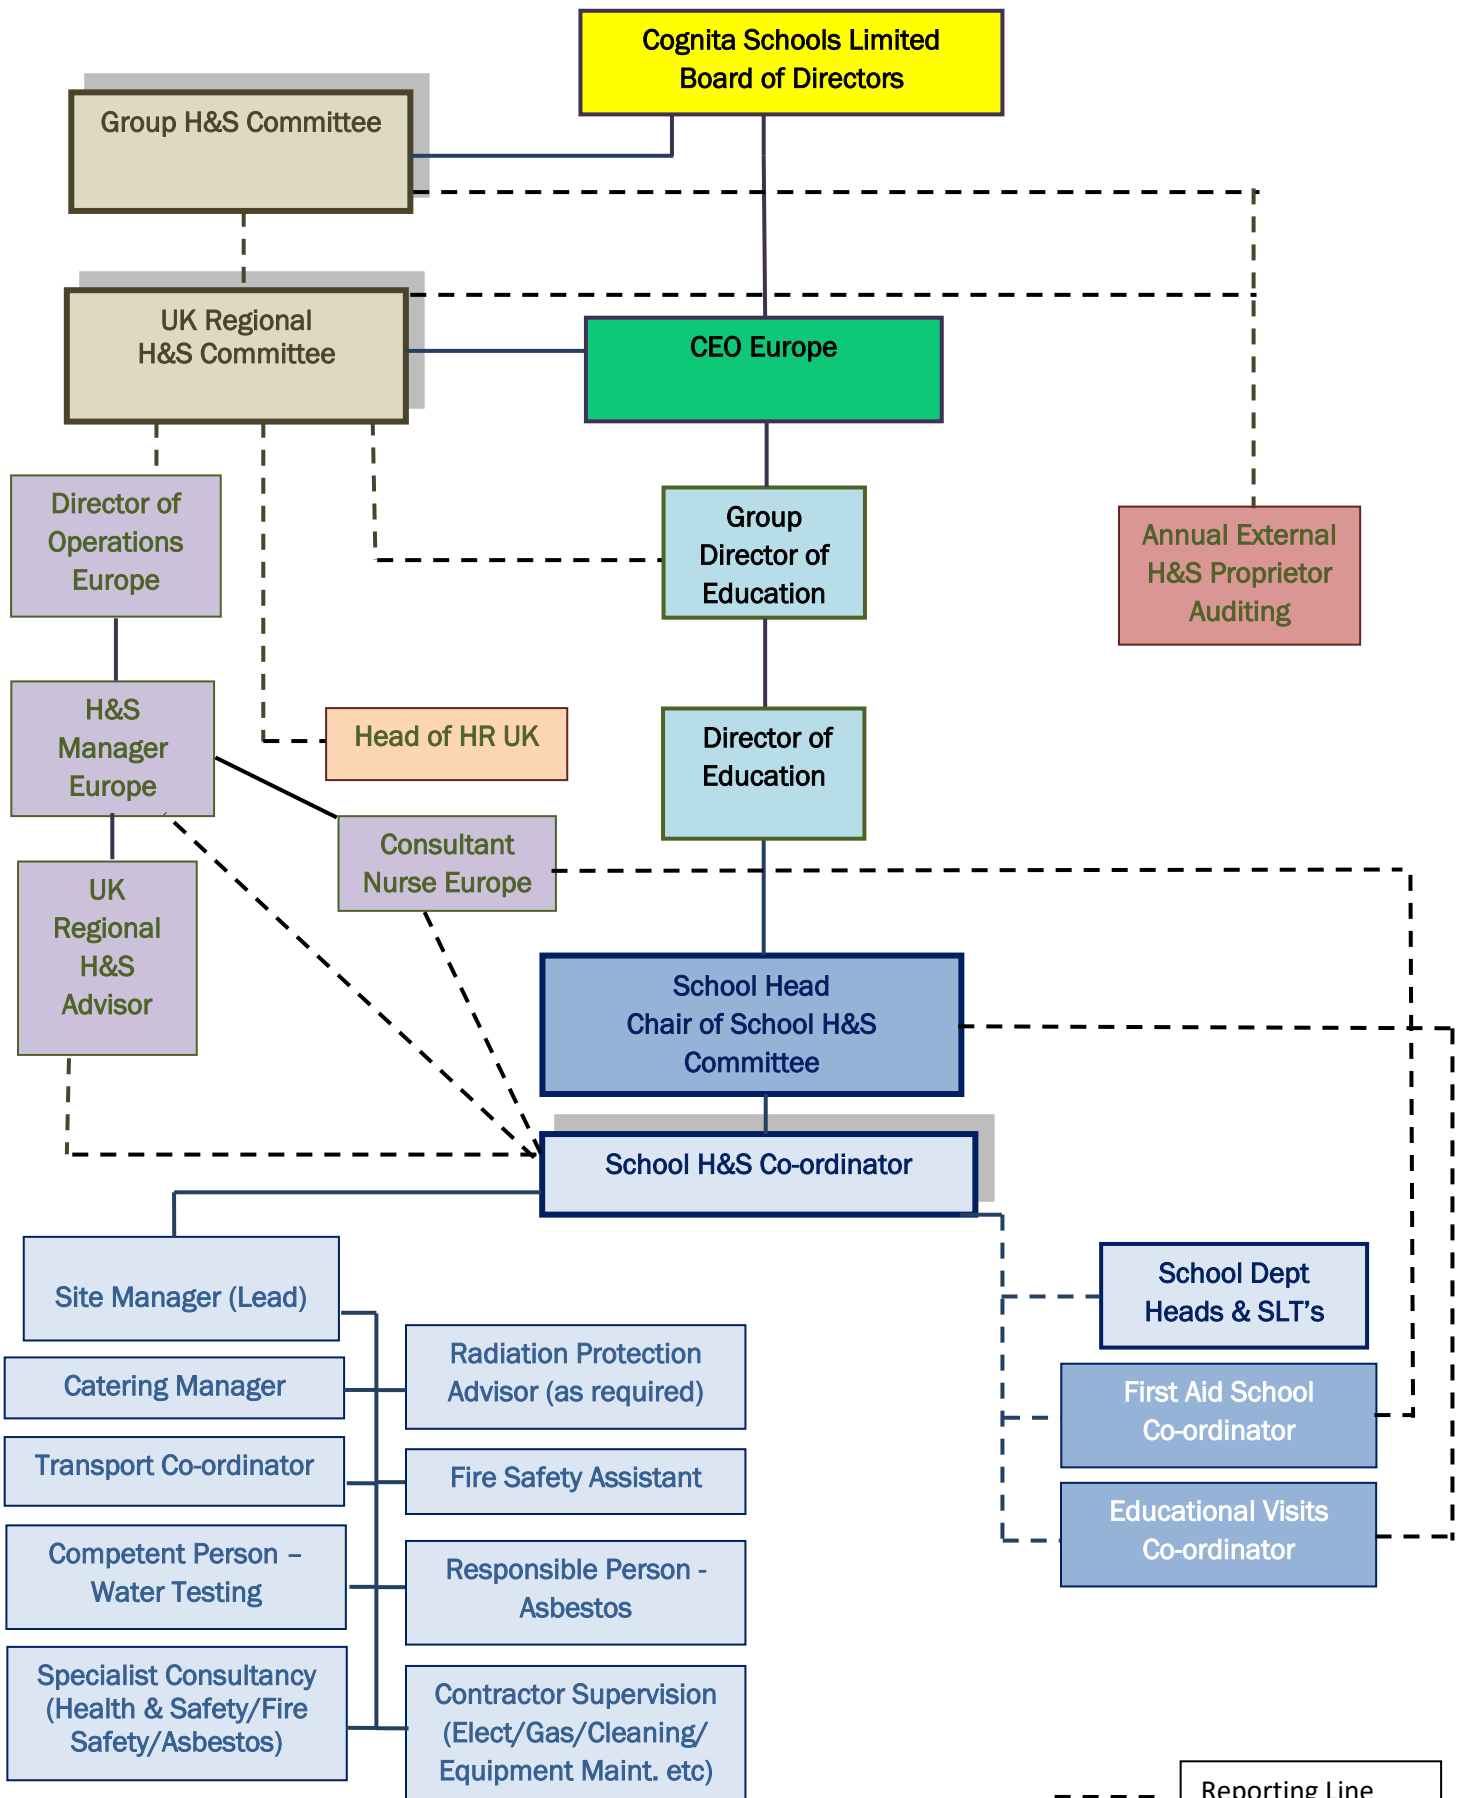 Cognita Schools Limited
Board of Directors
Group H&S Committee
UK Regional
H&S Committee
CEO Europe
Director of
Operations
Europe
Group
Director of
Education
Annual External
H&S Proprietor
Auditing
H&S
Manager
Europe
Head of HR UK
Director of
Education
Consultant
Nurse Europe
UK
Regional
H&S
Advisor
School Head
Chair of School H&S
Committee
School H&S Co-ordinator
Site Manager (Lead)
School Dept
Heads & SLT's
Radiation Protection
Advisor (as required)
Catering Manager
First Aid School
Co-ordinator
Transport Co-ordinator
Fire Safety Assistant
Educational Visits
Co-ordinator
Competent Person –
Water Testing
Responsible Person -
Asbestos
Specialist Consultancy
(Health & Safety/Fire
Safety/Asbestos)
Contractor Supervision
(Elect/Gas/Cleaning/
Equipment Maint. etc)
Reporting Line